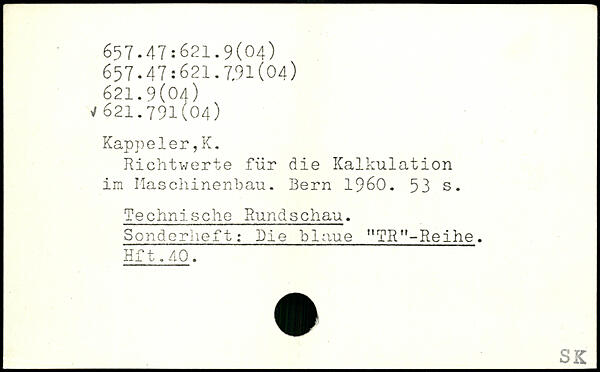 657.47:621.9(04)
657.47:621.791(04)
621.9(04)
✓ 621.791(04)
Kappeler,K.
Richtwerte für die Kalkulation
im Maschinenbau. Bern 1960. 53 s.
Technische Rundschau.
Sonderheft: Die blaue "TR"-Reihe.
Hft.40.
SK